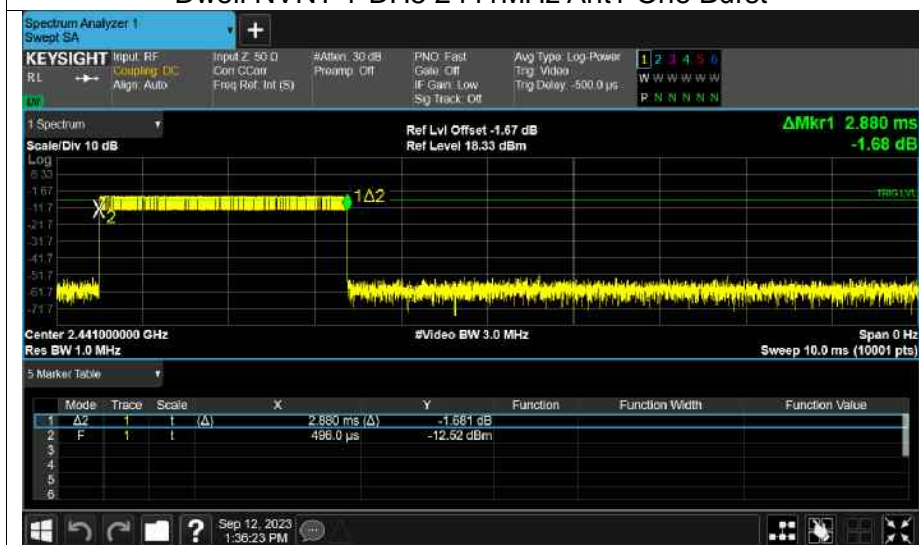 Dwell NVNT 1-DH5 2441MHz Ant1 One Burst
Spectrum Analyzer 1
Swept SA
+
KEYSIGHT Input: RF Input Z: 50 Ω #Atten: 30 dB PNO: Fast Avg Type: Log-Power 1 2 3 4 5 6
RL Coupling: DC Corr CCorr Preamp: Off Gate: Off Trig: Video W W W W W W
Align: Auto Freq Ref: Int (S) IF Gain: Low Trig Delay: -500.0 µs
Sig Track: Off P N N N N N
1 Spectrum
Ref Lvl Offset -1.67 dB ΔMkr1 2.880 ms
Scale/Div 10 dB Ref Level 18.33 dBm -1.68 dB
Log
8.33
-1.67 TRIG LVL
-11.7 X2 1Δ2
-21.7
-31.7
-41.7
-51.7
-61.7
-71.7
Center 2.441000000 GHz #Video BW 3.0 MHz Span 0 Hz
Res BW 1.0 MHz Sweep 10.0 ms (10001 pts)
5 Marker Table
Mode Trace Scale X Y Function Function Width Function Value
1 Δ2 1 t (Δ) 2.880 ms (Δ) -1.681 dB
2 F 1 t 496.0 µs -12.52 dBm
3
4
5
6
? Sep 12, 2023
1:36:23 PM